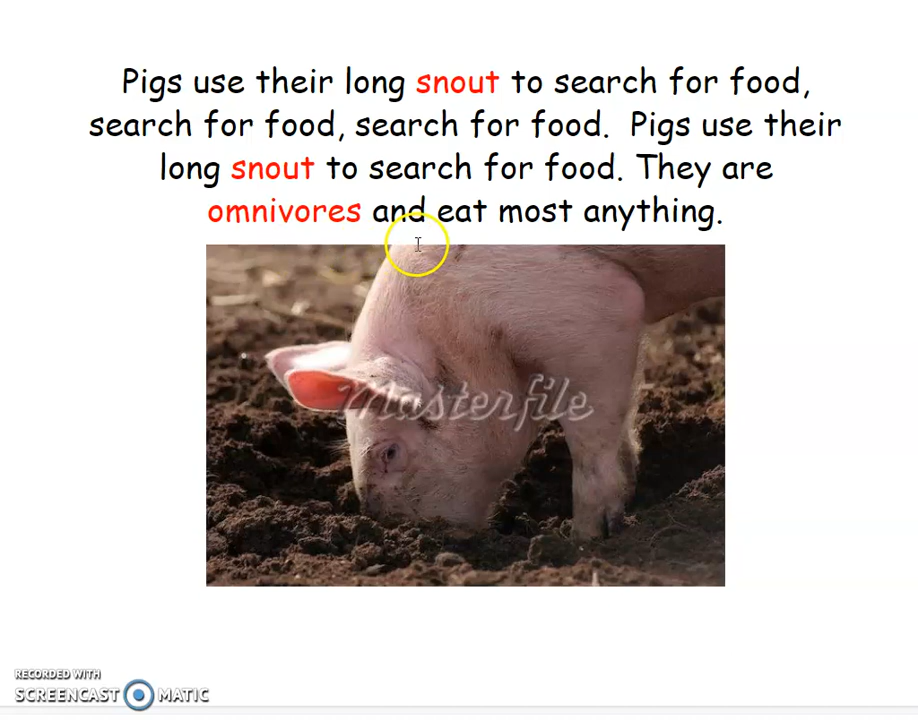 Pigs use their long snout to search for food,
search for food, search for food.  Pigs use their
long snout to search for food. They are
omnivores and eat most anything.
Masterfile
RECORDED WITH
SCREENCAST MATIC